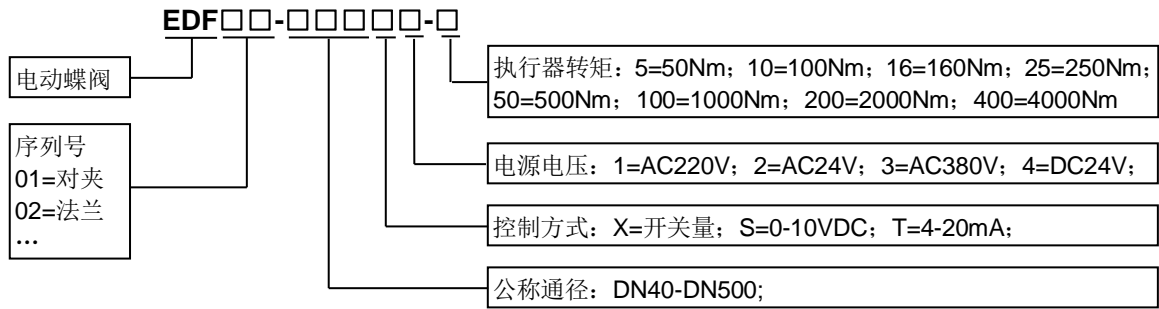 EDF□□-□□□□□-□
电动蝶阀
序列号
01=对夹
02=法兰
...
执行器转矩：5=50Nm；10=100Nm；16=160Nm；25=250Nm；
50=500Nm；100=1000Nm；200=2000Nm；400=4000Nm
电源电压：1=AC220V；2=AC24V；3=AC380V；4=DC24V；
控制方式：X=开关量；S=0-10VDC；T=4-20mA；
公称通径：DN40-DN500;